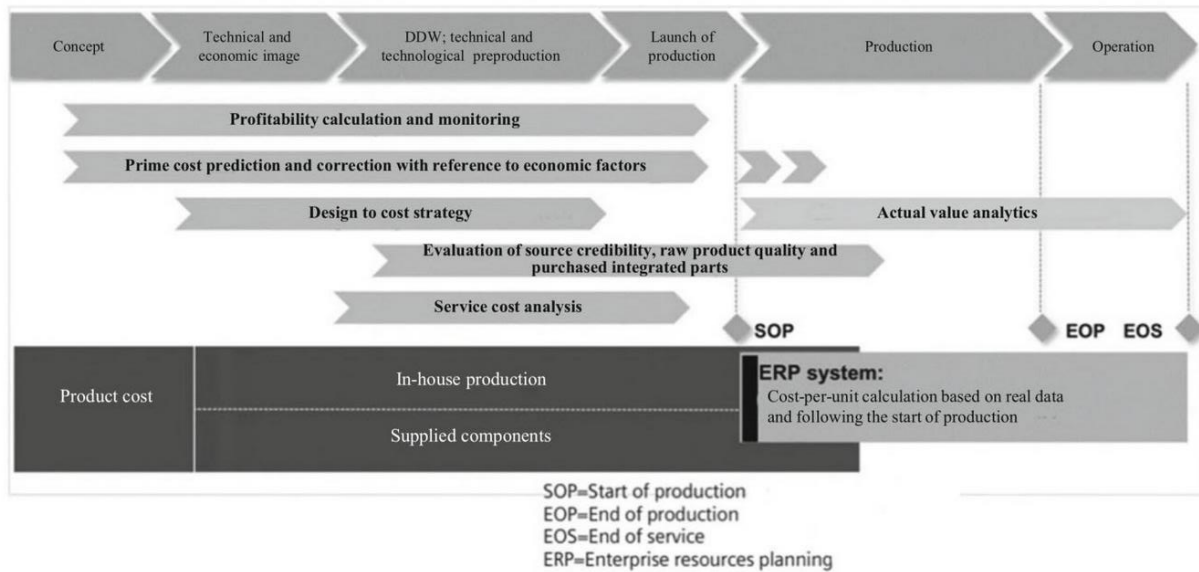 Concept
Technical and
economic image
DDW; technical and
technological preproduction
Launch of
production
Production
Operation
Profitability calculation and monitoring
Prime cost prediction and correction with reference to economic factors
Design to cost strategy
Actual value analytics
Evaluation of source credibility, raw product quality and
purchased integrated parts
Service cost analysis
SOP
EOP
EOS
Product cost
In-house production
Supplied components
ERP system:
Cost-per-unit calculation based on real data
and following the start of production
SOP=Start of production
EOP=End of production
EOS=End of service
ERP=Enterprise resources planning